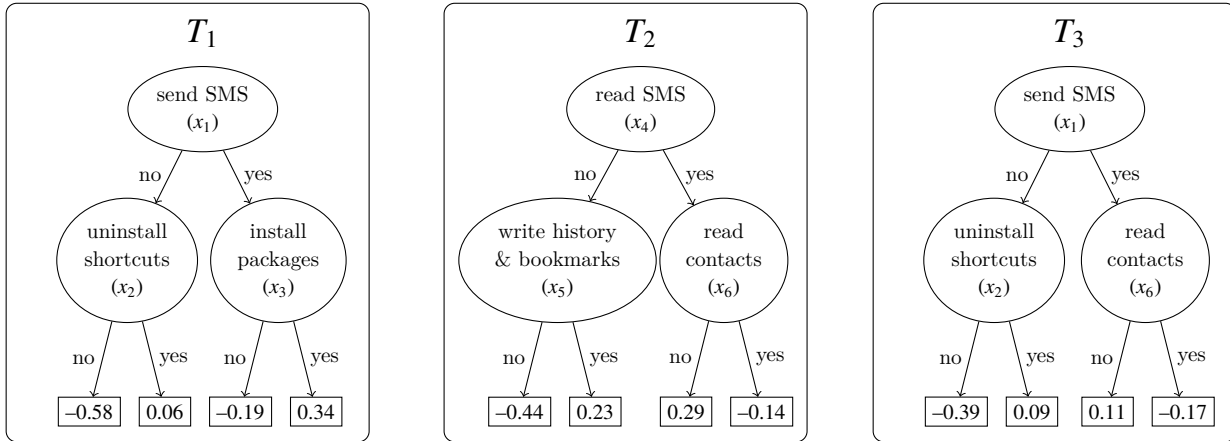 T1
send SMS
(x1)
no
yes
uninstall
shortcuts
(x2)
install
packages
(x3)
no
yes
no
yes
–0.58
0.06
–0.19
0.34
T2
read SMS
(x4)
no
yes
write history
& bookmarks
(x5)
read
contacts
(x6)
no
yes
no
yes
–0.44
0.23
0.29
–0.14
T3
send SMS
(x1)
no
yes
uninstall
shortcuts
(x2)
read
contacts
(x6)
no
yes
no
yes
–0.39
0.09
0.11
–0.17